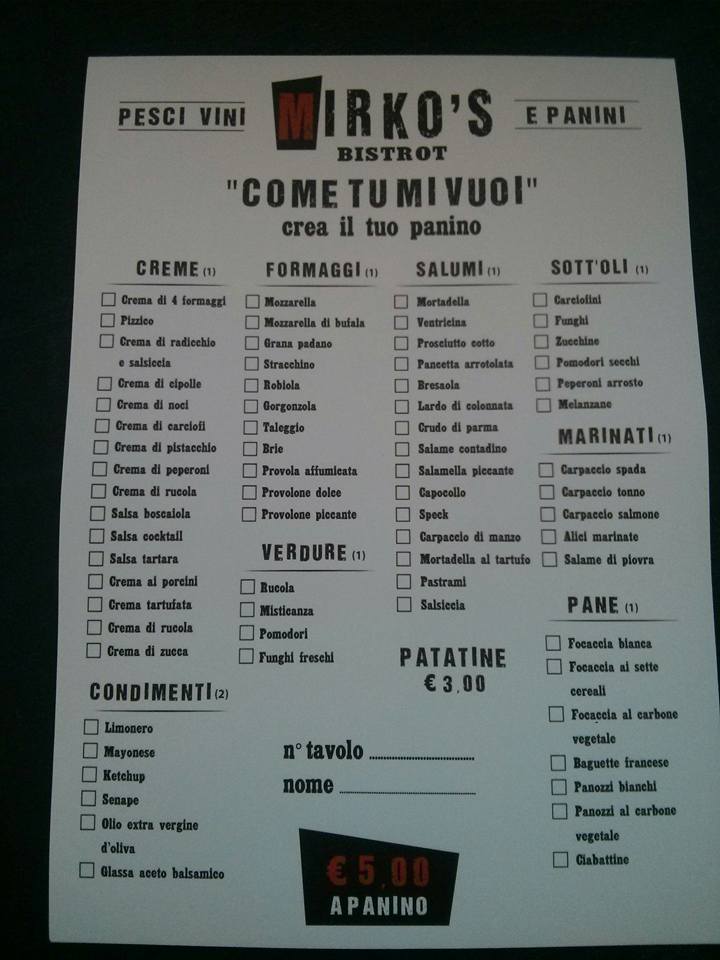 PESCI VINI MIRKO'S E PANINI
BISTROT
"COME TU MI VUOI"
crea il tuo panino
CREME (1)
Crema di 4 formaggi
Pizzico
Crema di radicchio
e salsiccia
Crema di cipolle
Crema di noci
Crema di carciofi
Crema di pistacchio
Crema di peperoni
Crema di rucola
Salsa boscaiola
Salsa cocktail
Salsa tartara
Crema ai porcini
Crema tartufata
Crema di rucola
Crema di zucca
CONDIMENTI (2)
Limonero
Mayonese
Ketchup
Senape
Olio extra vergine
d'oliva
Glassa aceto balsamico
FORMAGGI (1)
Mozzarella
Mozzarella di bufala
Grana padano
Stracchino
Robiola
Gorgonzola
Taleggio
Brie
Provola affumicata
Provolone dolce
Provolone piccante
VERDURE (1)
Rucola
Misticanza
Pomodori
Funghi freschi
SALUMI (1)
Mortadella
Ventricina
Prosciutto cotto
Pancetta arrotolata
Bresaola
Lardo di colonnata
Crudo di parma
Salame contadino
Salamella piccante
Capocollo
Speck
Carpaccio di manzo
Mortadella al tartufo
Pastrami
Salsiccia
PATATINE
€ 3,00
SOTT'OLI (1)
Carciofini
Funghi
Zucchine
Pomodori secchi
Peperoni arrosto
Melanzane
MARINATI (1)
Carpaccio spada
Carpaccio tonno
Carpaccio salmone
Alici marinate
Salame di piovra
PANE (1)
Focaccia bianca
Focaccia ai sette
cereali
Focaccia al carbone
vegetale
Baguette francese
Panozzi bianchi
Panozzi al carbone
vegetale
Ciabattine
n° tavolo
nome
€ 5,00
A PANINO